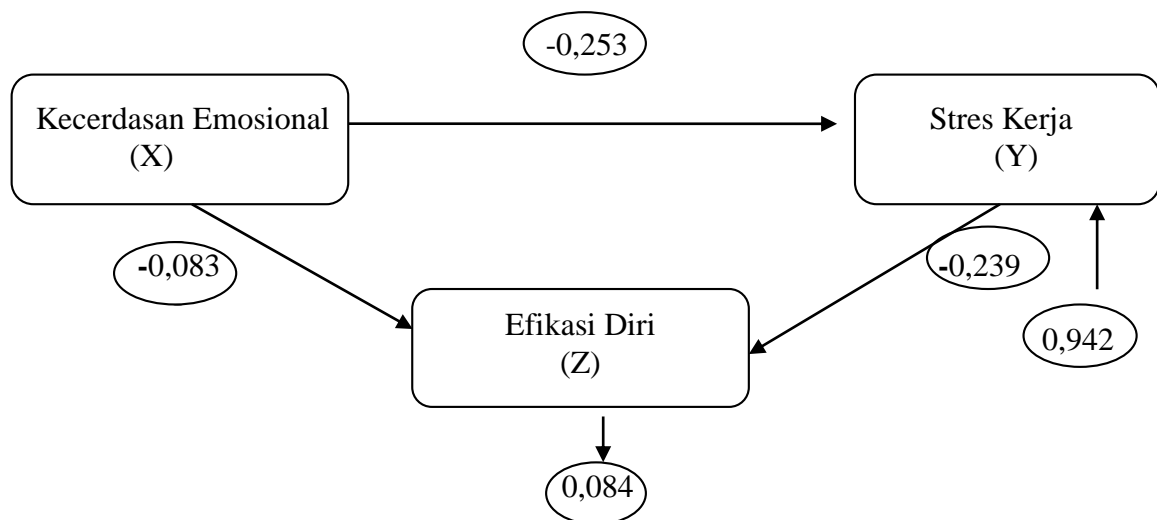 -0,253
Kecerdasan Emosional
(X)
Stres Kerja
(Y)
-0,083
-0,239
Efikasi Diri
(Z)
0,942
0,084